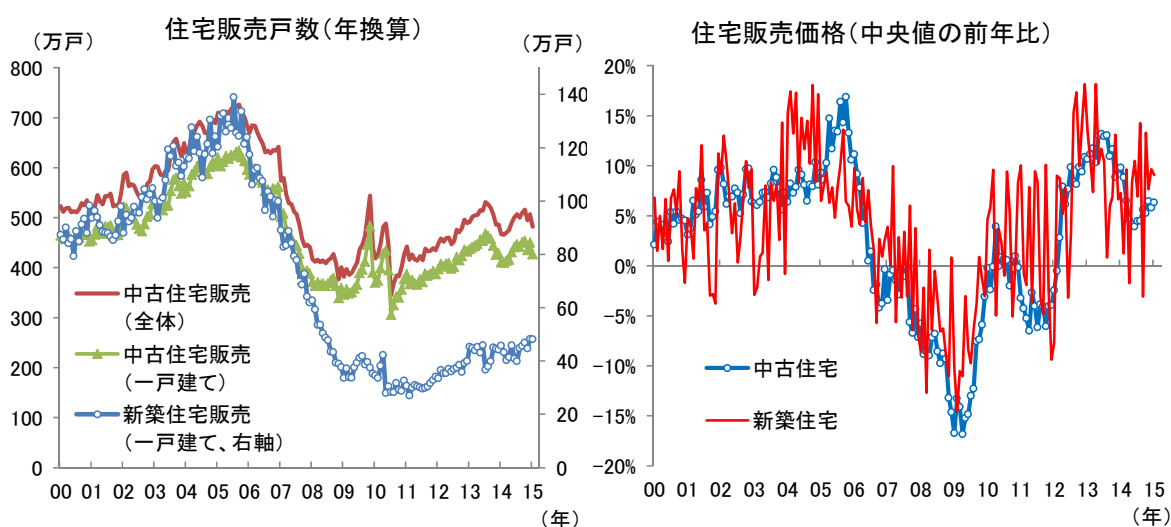 住宅販売戸数（年換算）
（万戸）
（万戸）
800
700
600
500
400
300
200
100
0
140
120
100
80
60
40
20
0
中古住宅販売
（全体）
中古住宅販売
（一戸建て）
新築住宅販売
（一戸建て、右軸）
00 01 02 03 04 05 06 07 08 09 10 11 12 13 14 15
（年）
住宅販売価格（中央値の前年比）
20%
15%
10%
5%
0%
−5%
−10%
−15%
−20%
中古住宅
新築住宅
00 01 02 03 04 05 06 07 08 09 10 11 12 13 14 15
（年）